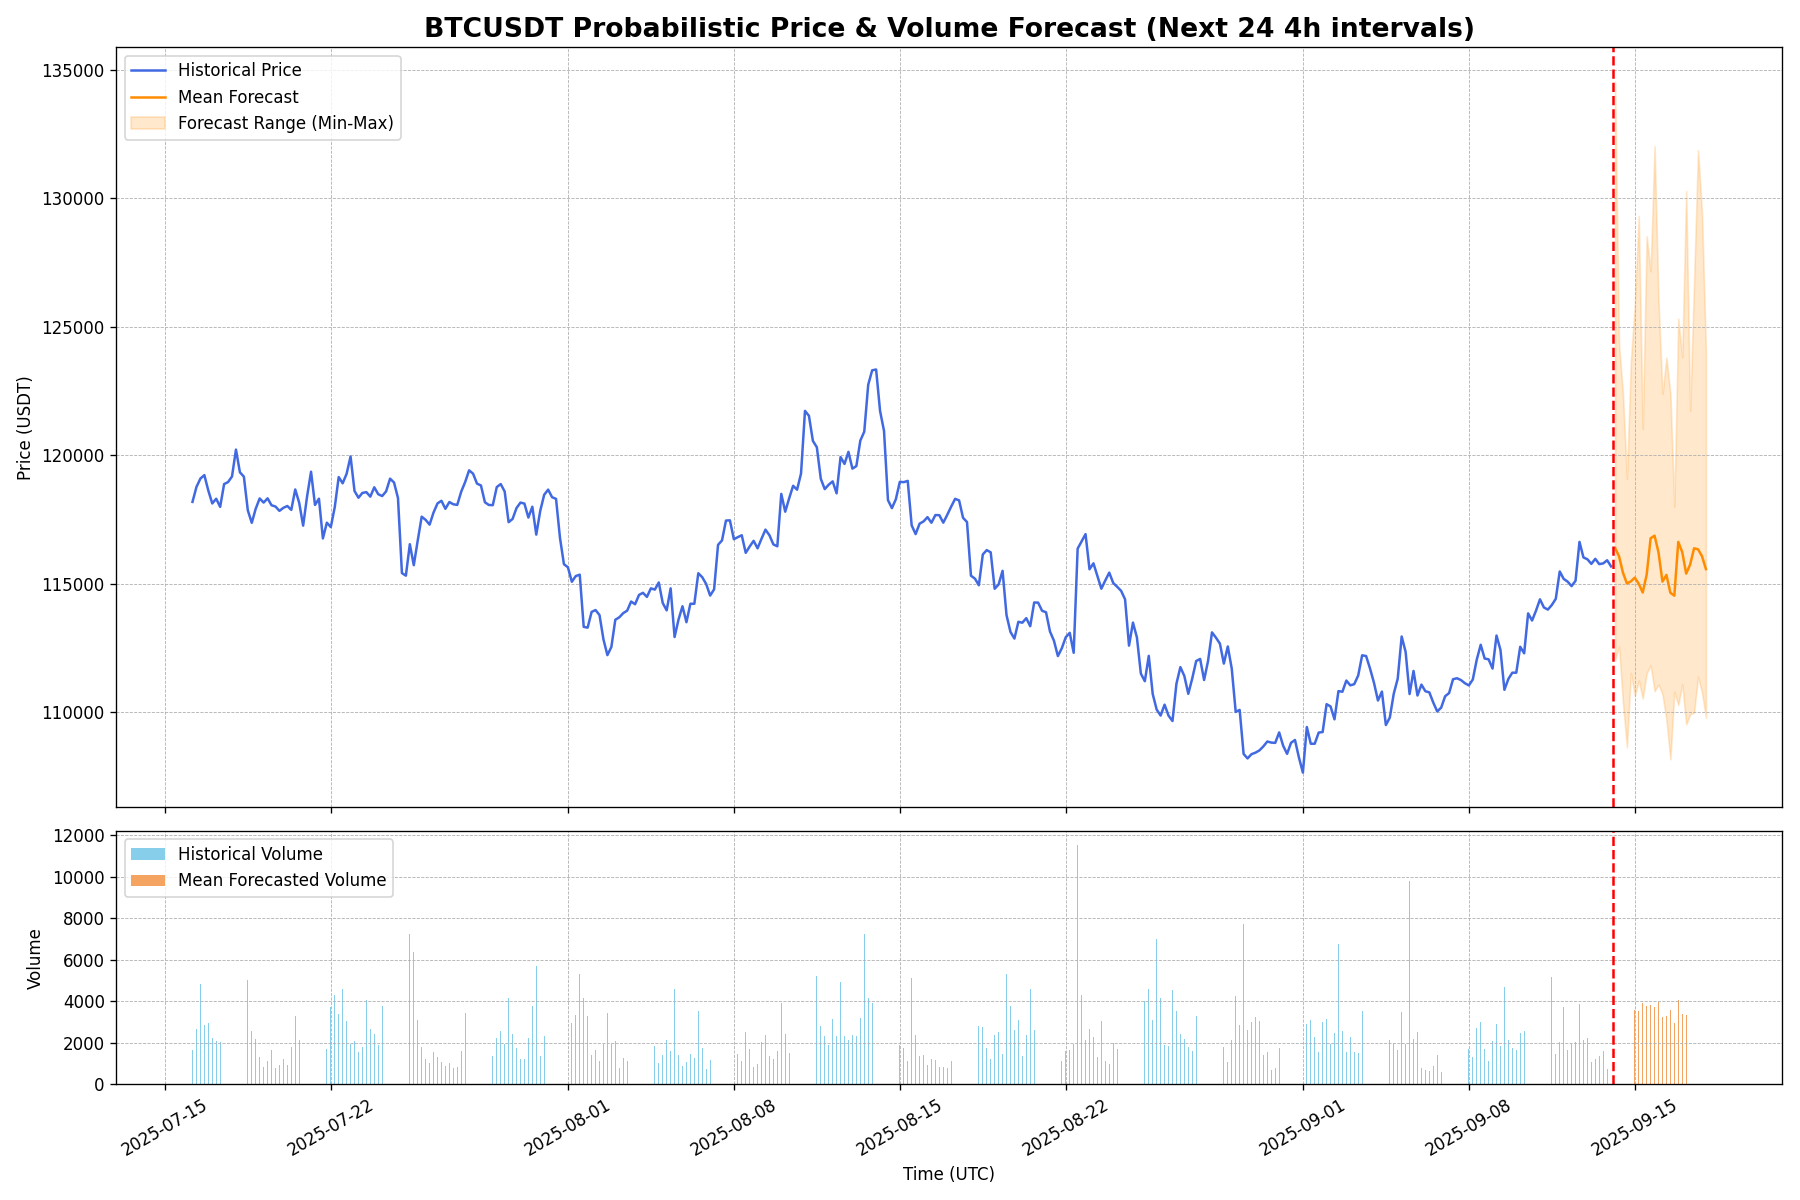 BTCUSDT Probabilistic Price & Volume Forecast (Next 24 4h intervals)
Historical Price
Mean Forecast
Forecast Range (Min-Max)
Price (USDT)
135000
130000
125000
120000
115000
110000
Historical Volume
Mean Forecasted Volume
Volume
12000
10000
8000
6000
4000
2000
0
2025-07-15
2025-07-22
2025-08-01
2025-08-08
2025-08-15
2025-08-22
2025-09-01
2025-09-08
2025-09-15
Time (UTC)